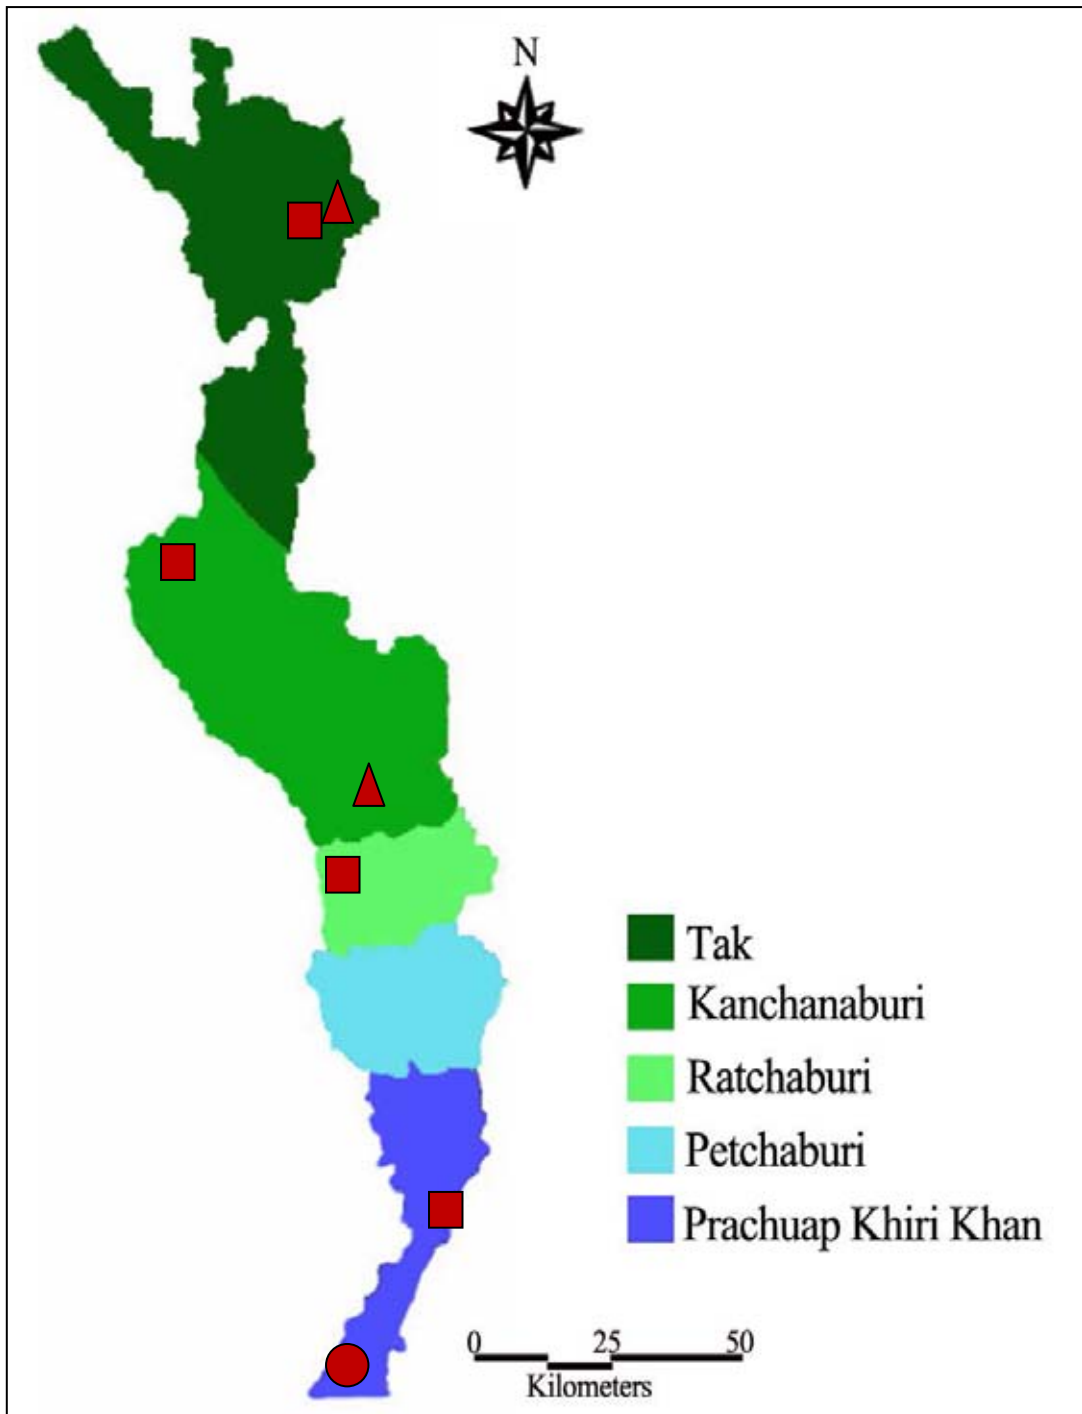 N
Tak
Kanchanaburi
Ratchaburi
Petchaburi
Prachuap Khiri Khan
0 25 50
Kilometers